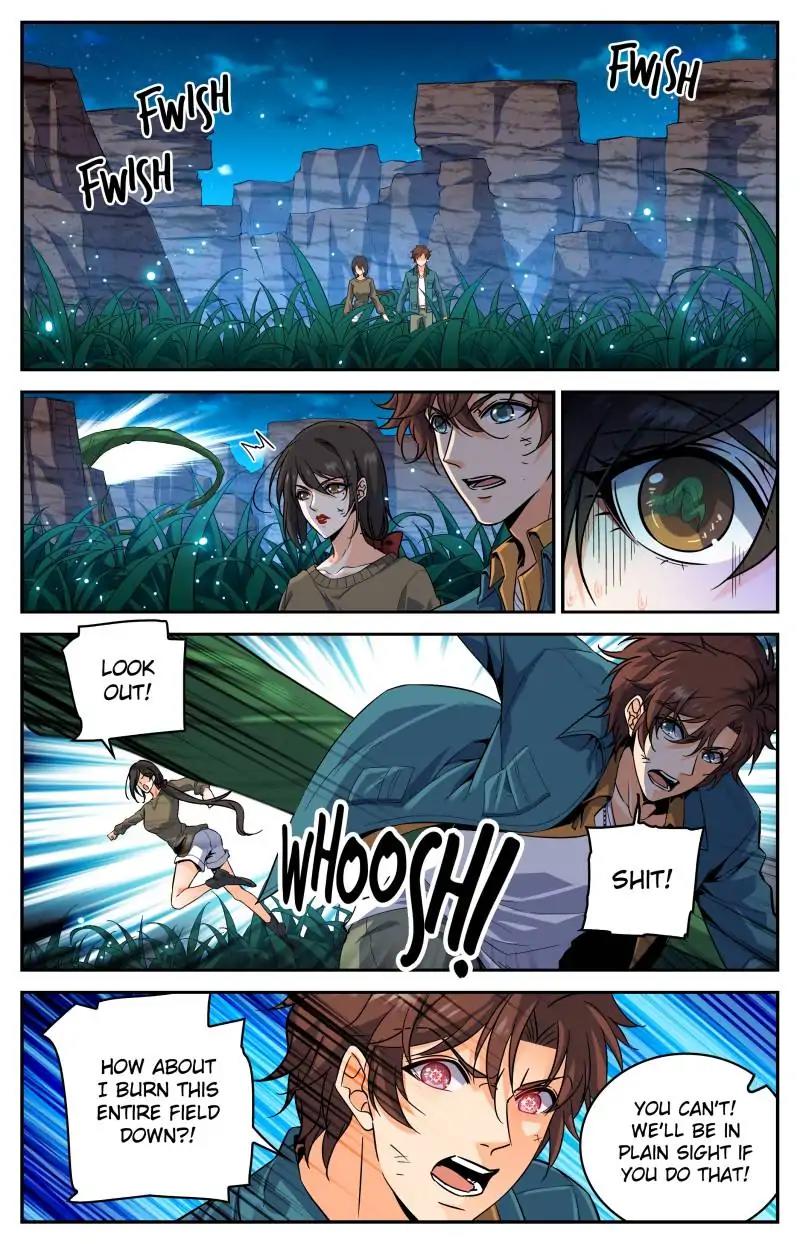 FWISH
FWISH
FWISH
LOOK
OUT!
WHOOSH!
SHIT!
HOW ABOUT
I BURN THIS
ENTIRE FIELD
DOWN?!
YOU CAN'T!
WE'LL BE IN
PLAIN SIGHT IF
YOU DO THAT!